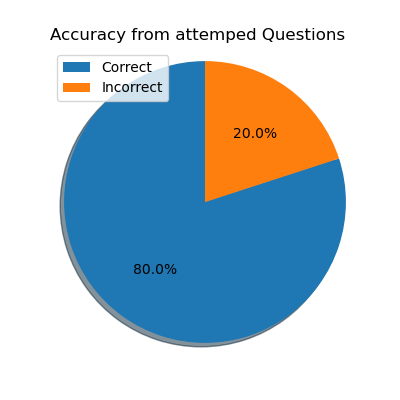 Accuracy from attemped Questions
Correct
Incorrect
20.0%
80.0%